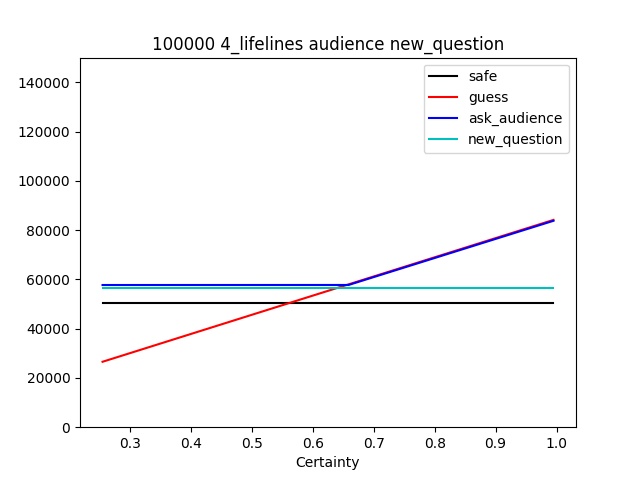 100000 4_lifelines audience new_question
safe
guess
ask_audience
new_question
140000
120000
100000
80000
60000
40000
20000
0
0.3 0.4 0.5 0.6 0.7 0.8 0.9 1.0
Certainty